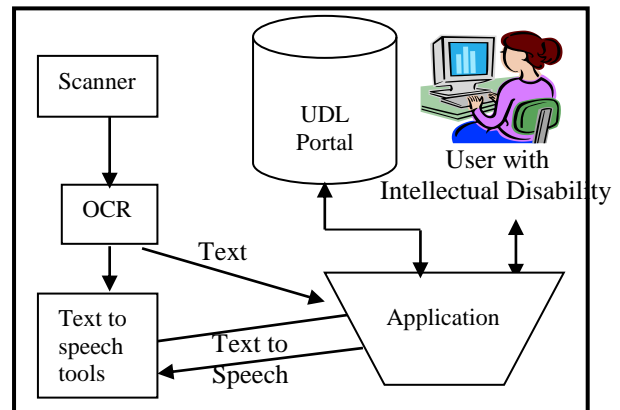 Scanner
UDL
Portal
User with
Intellectual Disability
OCR
Text
Text to
speech
tools
Text to
Speech
Application